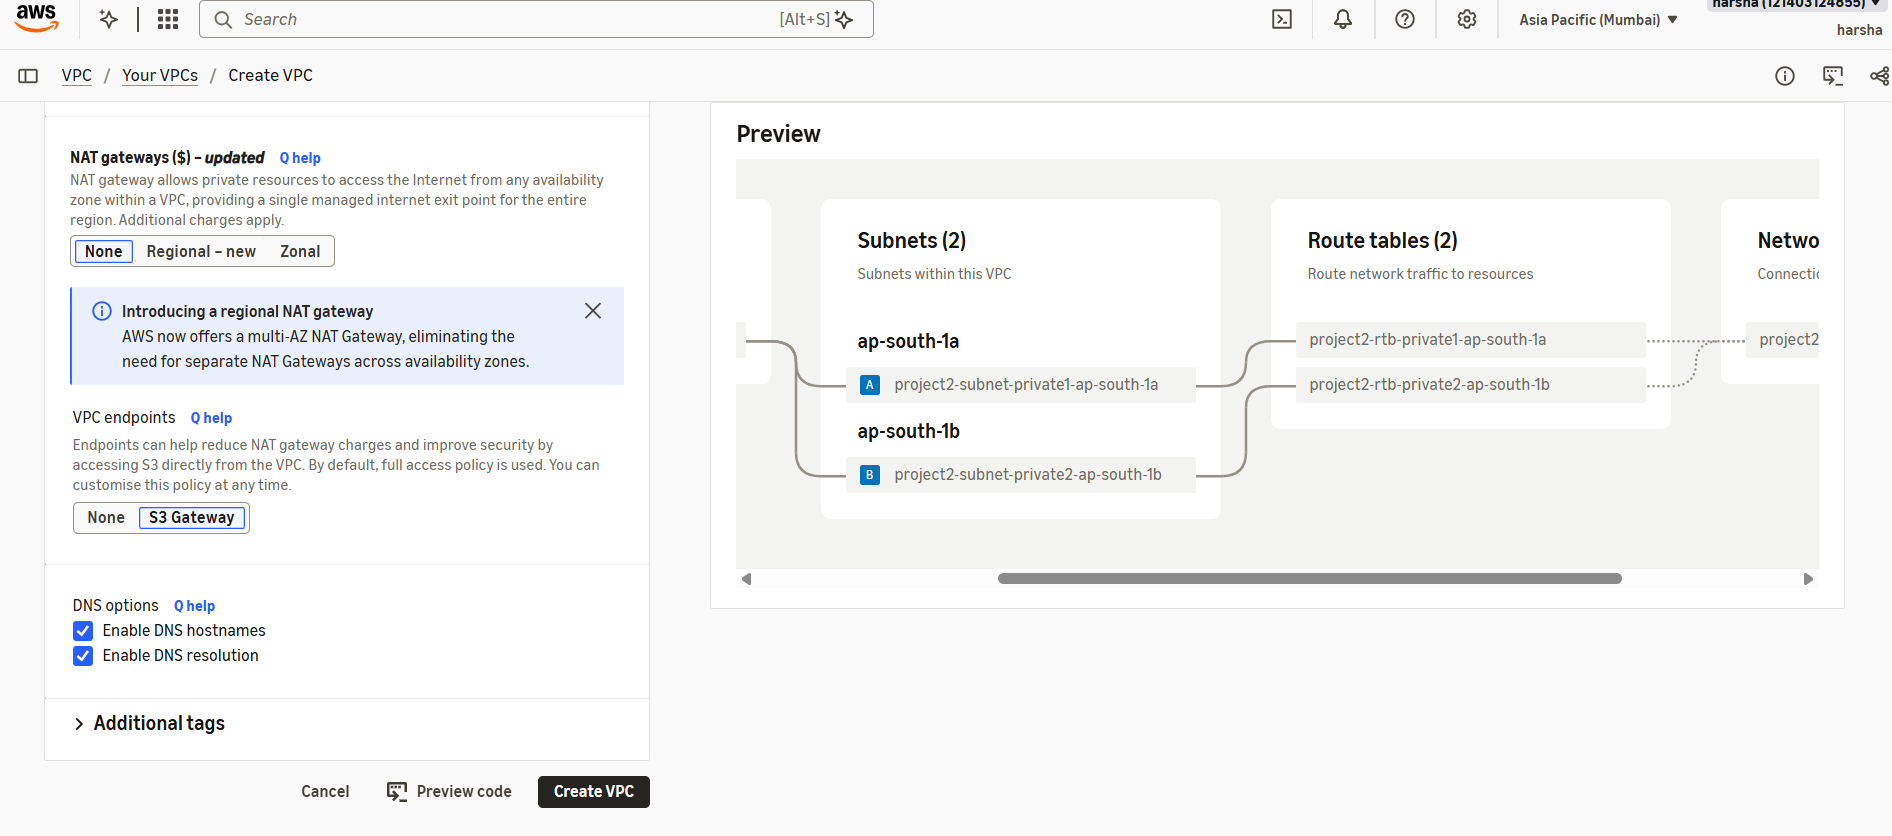 aws
Search
[Alt+S]
Asia Pacific (Mumbai)
harsha (121403124855)
harsha
VPC / Your VPCs / Create VPC
NAT gateways ($) – updated Q help
NAT gateway allows private resources to access the Internet from any availability
zone within a VPC, providing a single managed internet exit point for the entire
region. Additional charges apply.
None Regional – new Zonal
Introducing a regional NAT gateway
AWS now offers a multi-AZ NAT Gateway, eliminating the
need for separate NAT Gateways across availability zones.
VPC endpoints Q help
Endpoints can help reduce NAT gateway charges and improve security by
accessing S3 directly from the VPC. By default, full access policy is used. You can
customise this policy at any time.
None S3 Gateway
DNS options Q help
Enable DNS hostnames
Enable DNS resolution
Additional tags
Cancel Preview code Create VPC
Preview
Subnets (2)
Subnets within this VPC
ap-south-1a
A project2-subnet-private1-ap-south-1a
ap-south-1b
B project2-subnet-private2-ap-south-1b
Route tables (2)
Route network traffic to resources
project2-rtb-private1-ap-south-1a
project2-rtb-private2-ap-south-1b
Netwo
Connectio
project2